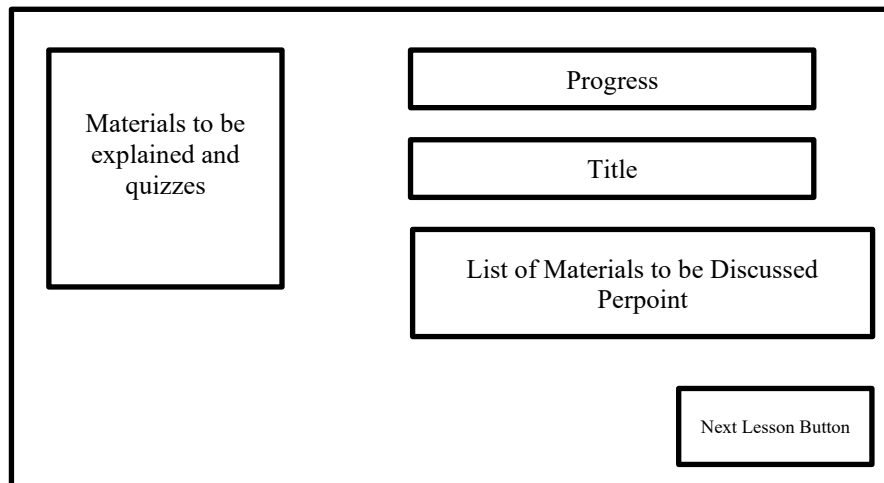 Materials to be
explained and
quizzes
Progress
Title
List of Materials to be Discussed
Perpoint
Next Lesson Button